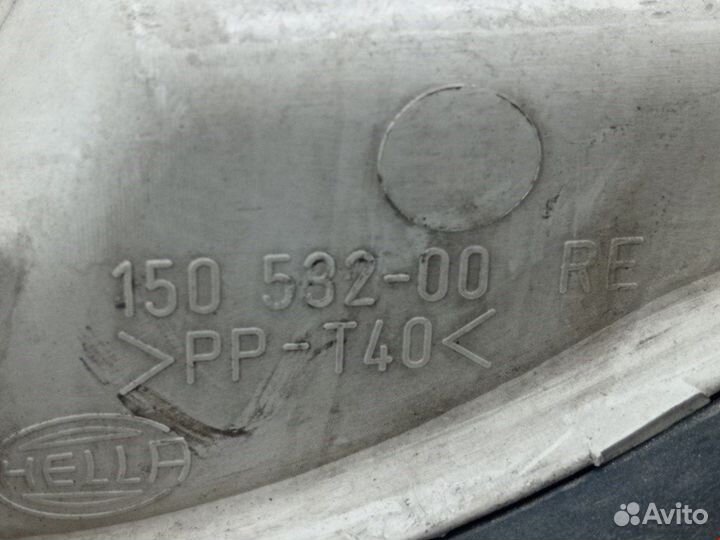 150 532-00 RE
>PP-T40<
HELLA
Avito